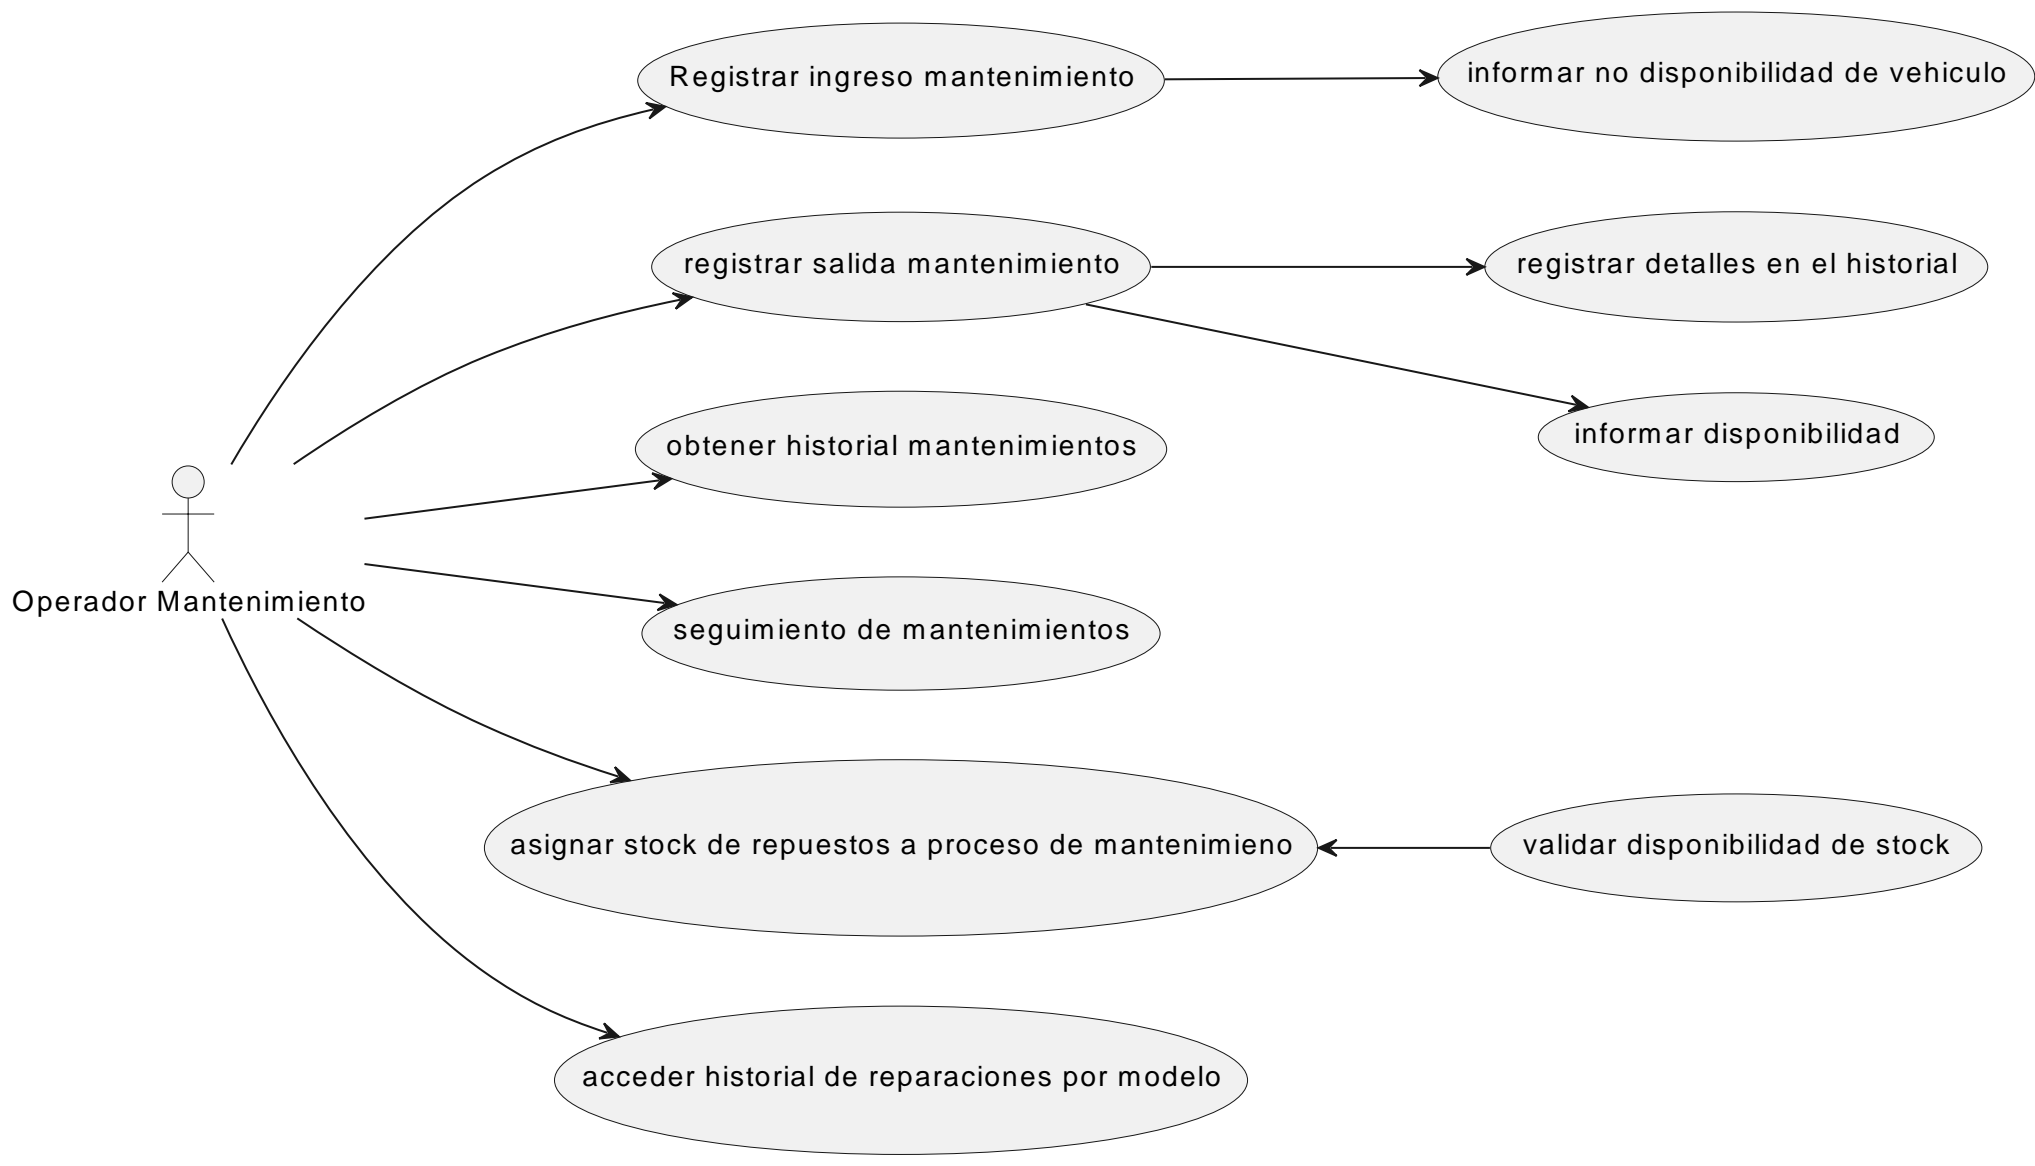 Registrar ingreso mantenimiento
informar no disponibilidad de vehiculo
registrar salida mantenimiento
registrar detalles en el historial
informar disponibilidad
obtener historial mantenimientos
Operador Mantenimiento
seguimiento de mantenimientos
asignar stock de repuestos a proceso de mantenimieno
validar disponibilidad de stock
acceder historial de reparaciones por modelo